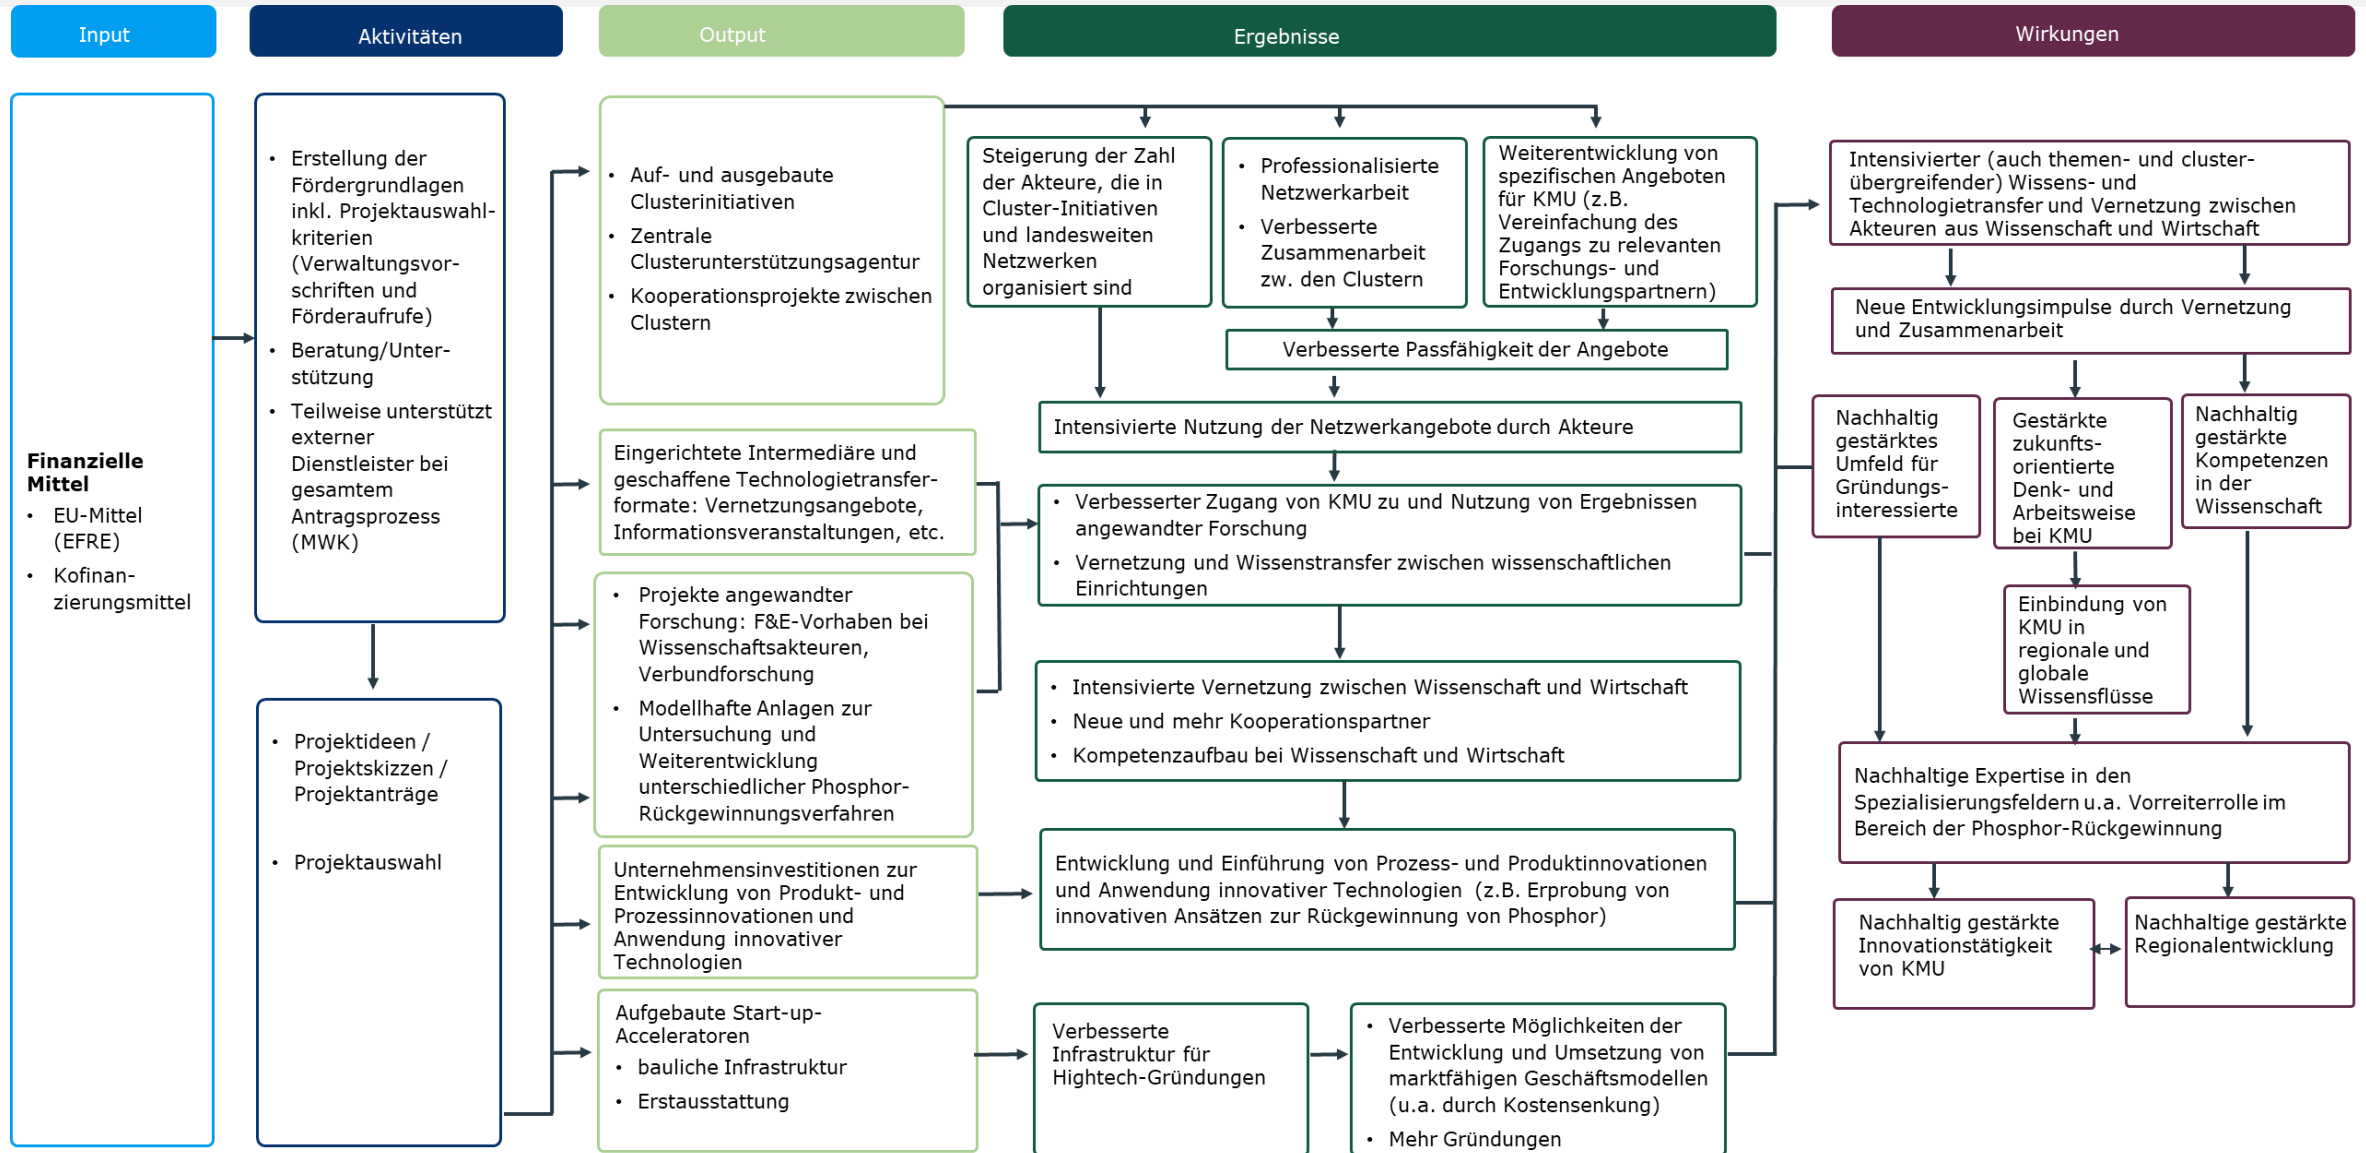 Input
Aktivitäten
Output
Ergebnisse
Wirkungen
Finanzielle
Mittel
• EU-Mittel
(EFRE)
• Kofinan-
zierungsmittel
• Erstellung der
Fördergrundlagen
inkl. Projektauswahl-
kriterien
(Verwaltungsvor-
schriften und
Förderaufrufe)
• Beratung/Unter-
stützung
• Teilweise unterstützt
externer
Dienstleister bei
gesamtem
Antragsprozess
(MWK)
• Projektideen /
Projektskizzen /
Projektanträge
• Projektauswahl
• Auf- und ausgebaute
Clusterinitiativen
• Zentrale
Clusterunterstützungsagentur
• Kooperationsprojekte zwischen
Clustern
Eingerichtete Intermediäre und
geschaffene Technologietransfer-
formate: Vernetzungsangebote,
Informationsveranstaltungen, etc.
• Projekte angewandter
Forschung: F&E-Vorhaben bei
Wissenschaftsakteuren,
Verbundforschung
• Modellhafte Anlagen zur
Untersuchung und
Weiterentwicklung
unterschiedlicher Phosphor-
Rückgewinnungsverfahren
Unternehmensinvestitionen zur
Entwicklung von Produkt- und
Prozessinnovationen und
Anwendung innovativer
Technologien
Aufgebaute Start-up-
Acceleratoren
• bauliche Infrastruktur
• Erstausstattung
Steigerung der Zahl
der Akteure, die in
Cluster-Initiativen
und landesweiten
Netzwerken
organisiert sind
• Professionalisierte
Netzwerkarbeit
• Verbesserte
Zusammenarbeit
zw. den Clustern
Weiterentwicklung von
spezifischen Angeboten
für KMU (z.B.
Vereinfachung des
Zugangs zu relevanten
Forschungs- und
Entwicklungspartnern)
Verbesserte Passfähigkeit der Angebote
Intensivierte Nutzung der Netzwerkangebote durch Akteure
• Verbesserter Zugang von KMU zu und Nutzung von Ergebnissen
angewandter Forschung
• Vernetzung und Wissenstransfer zwischen wissenschaftlichen
Einrichtungen
• Intensivierte Vernetzung zwischen Wissenschaft und Wirtschaft
• Neue und mehr Kooperationspartner
• Kompetenzaufbau bei Wissenschaft und Wirtschaft
Entwicklung und Einführung von Prozess- und Produktinnovationen
und Anwendung innovativer Technologien (z.B. Erprobung von
innovativen Ansätzen zur Rückgewinnung von Phosphor)
Verbesserte
Infrastruktur für
Hightech-Gründungen
• Verbesserte Möglichkeiten der
Entwicklung und Umsetzung von
marktfähigen Geschäftsmodellen
(u.a. durch Kostensenkung)
• Mehr Gründungen
Intensivierter (auch themen- und cluster-
übergreifender) Wissens- und
Technologietransfer und Vernetzung zwischen
Akteuren aus Wissenschaft und Wirtschaft
Neue Entwicklungsimpulse durch Vernetzung
und Zusammenarbeit
Nachhaltig
gestärktes
Umfeld für
Gründungs-
interessierte
Gestärkte
zukunfts-
orientierte
Denk- und
Arbeitsweise
bei KMU
Nachhaltig
gestärkte
Kompetenzen
in der
Wissenschaft
Einbindung von
KMU in
regionale und
globale
Wissensflüsse
Nachhaltige Expertise in den
Spezialisierungsfeldern u.a. Vorreiterrolle im
Bereich der Phosphor-Rückgewinnung
Nachhaltig gestärkte
Innovationstätigkeit
von KMU
Nachhaltige gestärkte
Regionalentwicklung